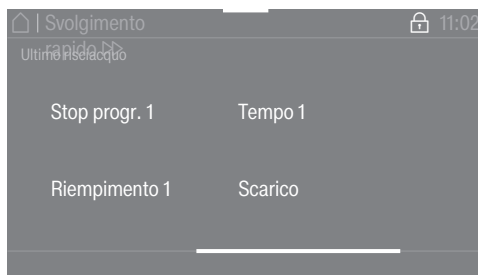 Svolgimento 11:02
rapido
Ultimo risciacquo
Stop progr. 1 Tempo 1
Riempimento 1 Scarico